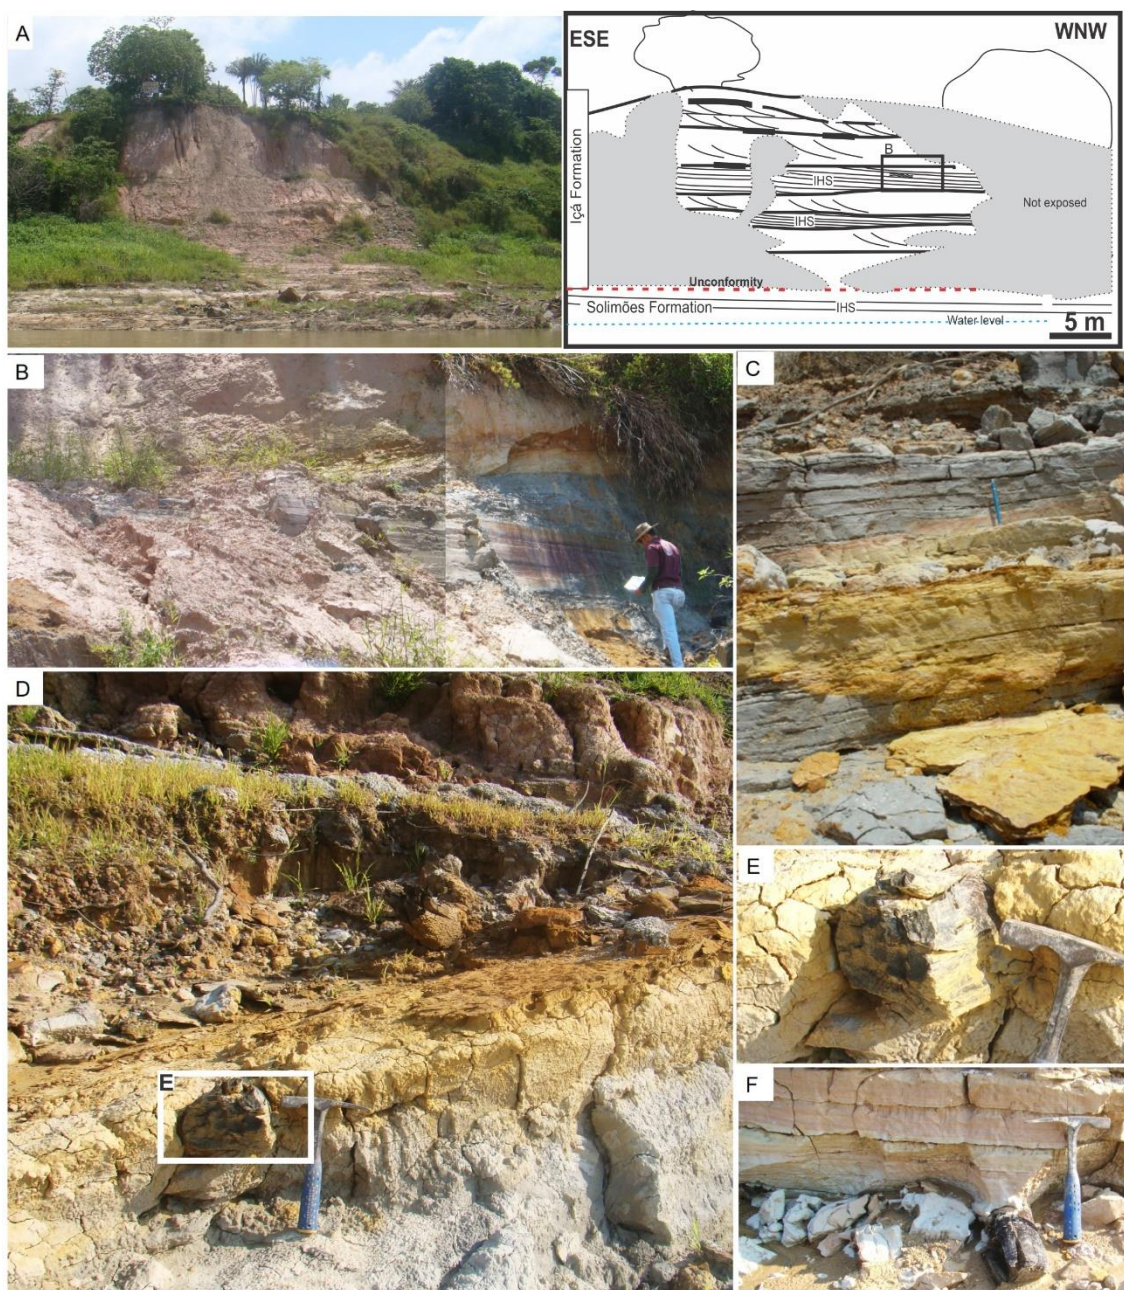 A
ESE
WNW
Içá Formation
B
IHS
IHS
Not exposed
Unconformity
Solimões Formation
IHS
Water level
5 m
B
C
D
E
E
F